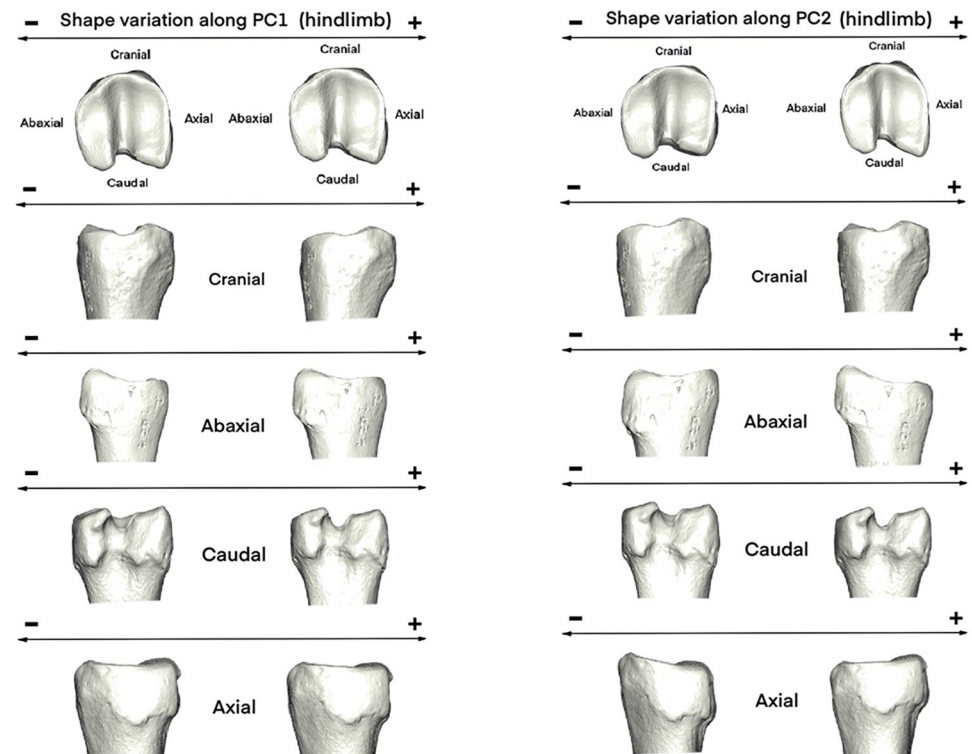 - Shape variation along PC1 (hindlimb) +
Cranial
Cranial
Abaxial
Axial
Abaxial
Axial
Caudal
Caudal
- +
Cranial
- +
Abaxial
- +
Caudal
- +
Axial
- Shape variation along PC2 (hindlimb) +
Cranial
Cranial
Abaxial
Axial
Abaxial
Axial
Caudal
Caudal
- +
Cranial
- +
Abaxial
- +
Caudal
- +
Axial